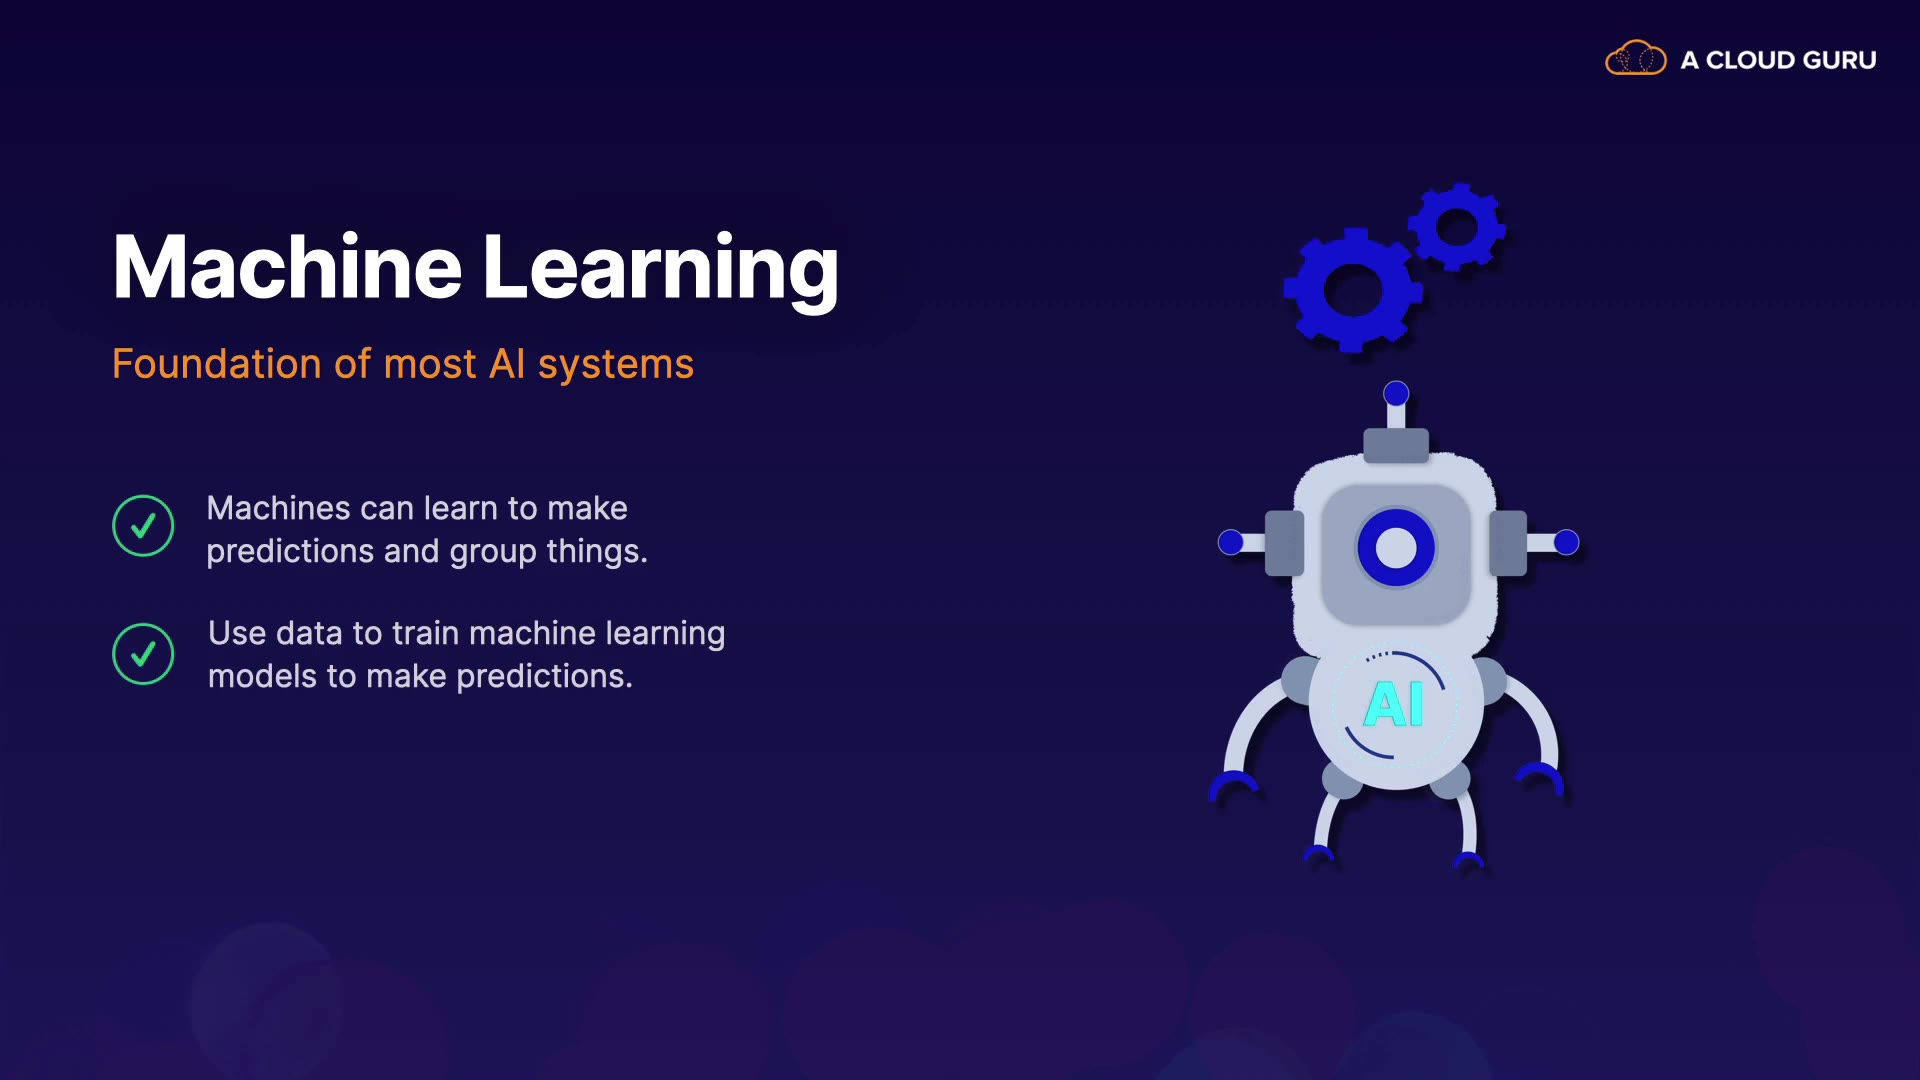 A CLOUD GURU
Machine Learning
Foundation of most AI systems
Machines can learn to make
predictions and group things.
Use data to train machine learning
models to make predictions.
AI